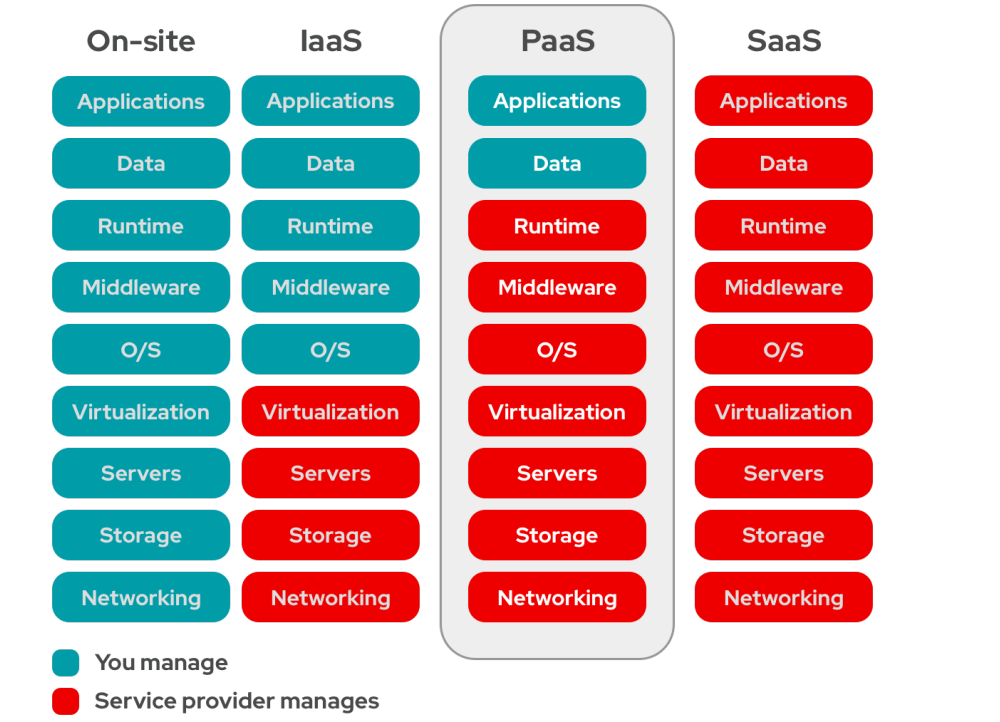 On-site IaaS PaaS SaaS
Applications Applications Applications Applications
Data Data Data Data
Runtime Runtime Runtime Runtime
Middleware Middleware Middleware Middleware
O/S O/S O/S O/S
Virtualization Virtualization Virtualization Virtualization
Servers Servers Servers Servers
Storage Storage Storage Storage
Networking Networking Networking Networking
You manage
Service provider manages